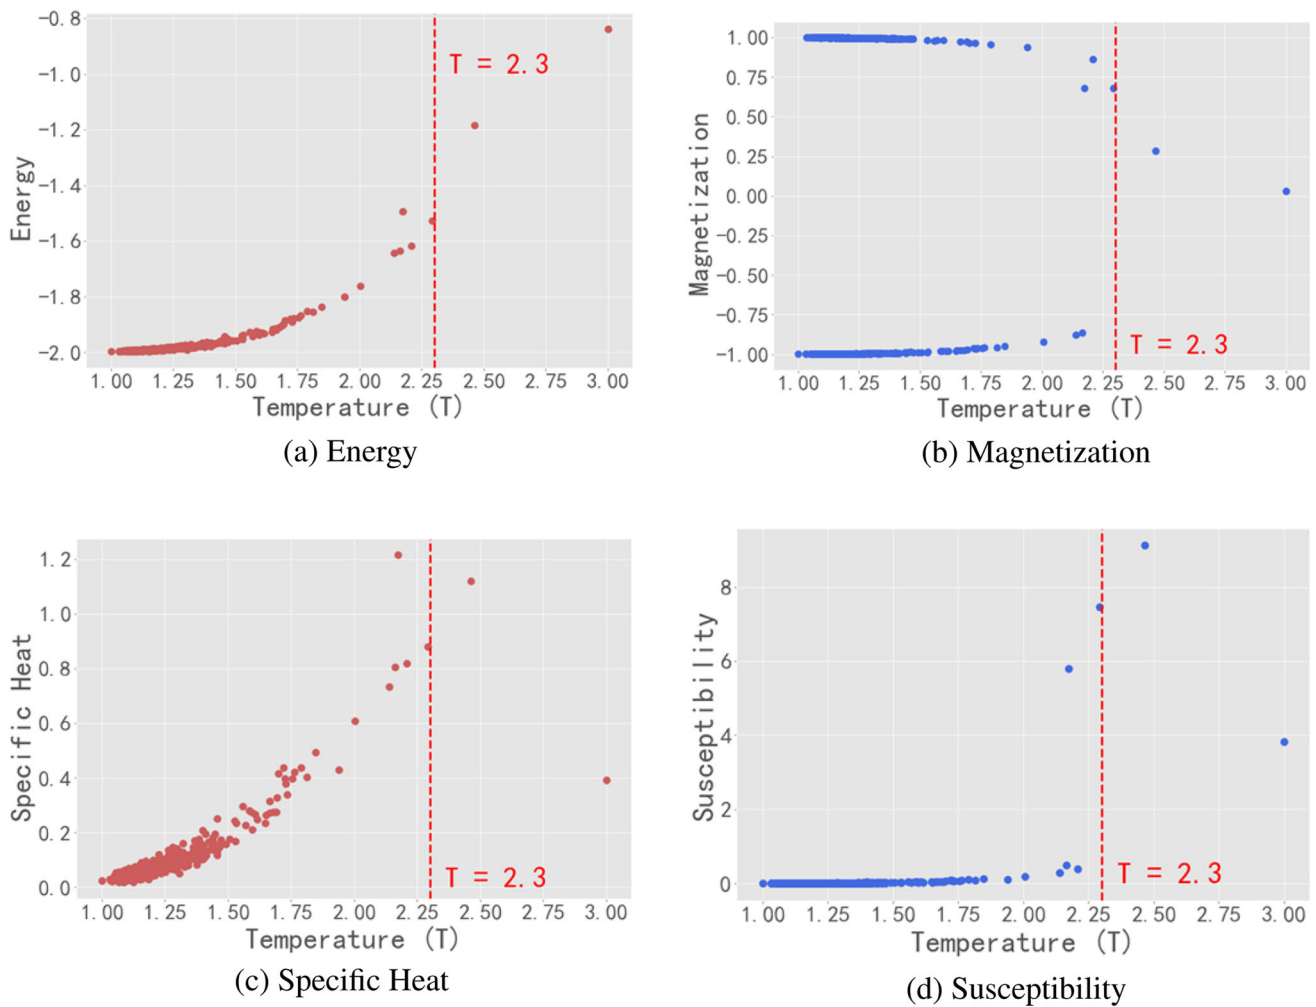 -0.8
-1.0
-1.2
-1.4
-1.6
-1.8
-2.0
Energy
T = 2.3
1.00 1.25 1.50 1.75 2.00 2.25 2.50 2.75 3.00
Temperature (T)
(a) Energy
1.00
0.75
0.50
0.25
0.00
-0.25
-0.50
-0.75
-1.00
Magnetization
T = 2.3
1.00 1.25 1.50 1.75 2.00 2.25 2.50 2.75 3.00
Temperature (T)
(b) Magnetization
1.2
1.0
0.8
0.6
0.4
0.2
0.0
Specific Heat
T = 2.3
1.00 1.25 1.50 1.75 2.00 2.25 2.50 2.75 3.00
Temperature (T)
(c) Specific Heat
8
6
4
2
0
Susceptibility
T = 2.3
1.00 1.25 1.50 1.75 2.00 2.25 2.50 2.75 3.00
Temperature (T)
(d) Susceptibility